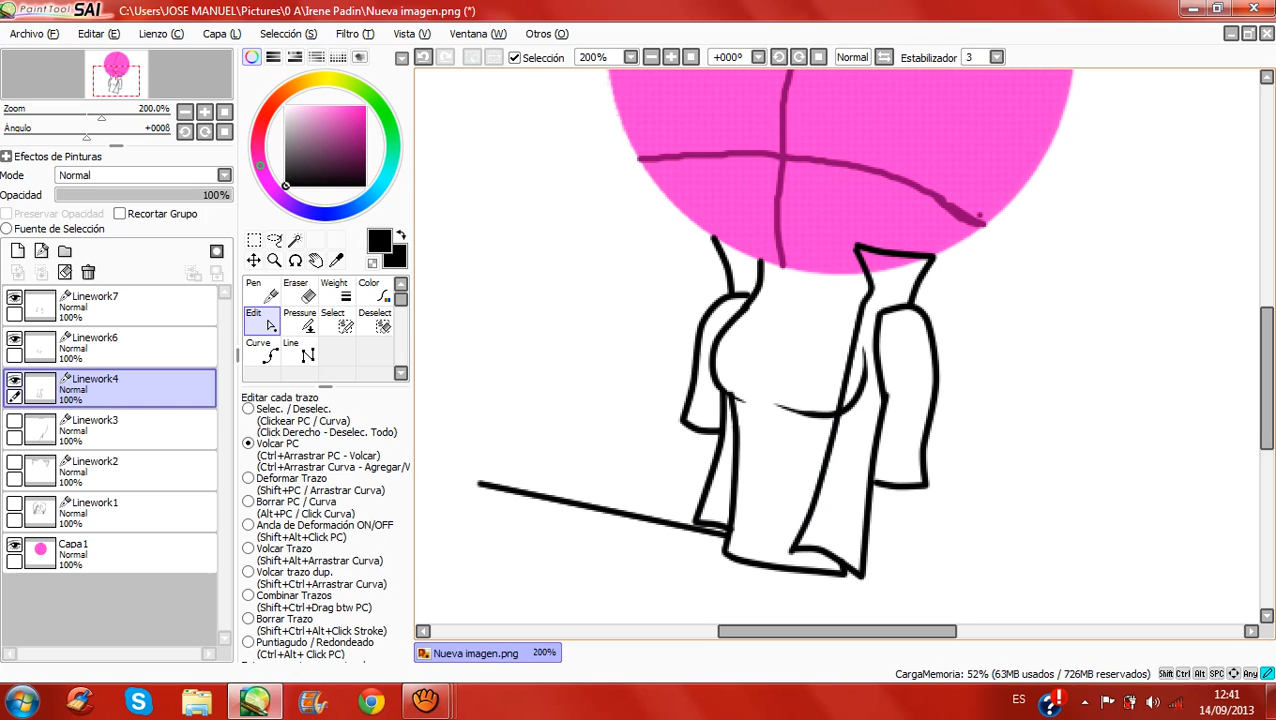 PaintTool SAI C:\Users\JOSE MANUEL\Pictures\0 A\Irene Padin\Nueva imagen.png (*)
Archivo (F) Editar (E) Lienzo (C) Capa (L) Selección (S) Filtro (T) Vista (V) Ventana (W) Otros (O)
Selección 200% +000º Normal Estabilizador 3
Zoom 200.0%
Ángulo +000ß
Efectos de Pinturas
Mode Normal
Opacidad 100%
Preservar Opacidad Recortar Grupo
Fuente de Selección
Linework7
Normal
100%
Linework6
Normal
100%
Linework4
Normal
100%
Linework3
Normal
100%
Linework2
Normal
100%
Linework1
Normal
100%
Capa1
Normal
100%
Pen Eraser Weight Color
Edit Pressure Select Deselect
Curve Line
Editar cada trazo
Selec. / Deselec.
(Clickear PC / Curva)
(Click Derecho - Deselec. Todo)
Volcar PC
(Ctrl+Arrastrar PC - Volcar)
(Ctrl+Arrastrar Curva - Agregar/V
Deformar Trazo
(Shift+PC / Arrastrar Curva)
Borrar PC / Curva
(Alt+PC / Click Curva)
Ancla de Deformación ON/OFF
(Shift+Alt+Click PC)
Volcar Trazo
(Shift+Alt+Arrastrar Curva)
Volcar trazo dup.
(Shift+Ctrl+Arrastrar Curva)
Combinar Trazos
(Shift+Ctrl+Drag btw PC)
Borrar Trazo
(Shift+Ctrl+Alt+Click Stroke)
Puntiagudo / Redondeado
(Ctrl+Alt+ Click PC)
Nueva imagen.png 200%
CargaMemoria: 52% (63MB usados / 726MB reservados) Shift Ctrl Alt SPC Any
ES 12:41
14/09/2013